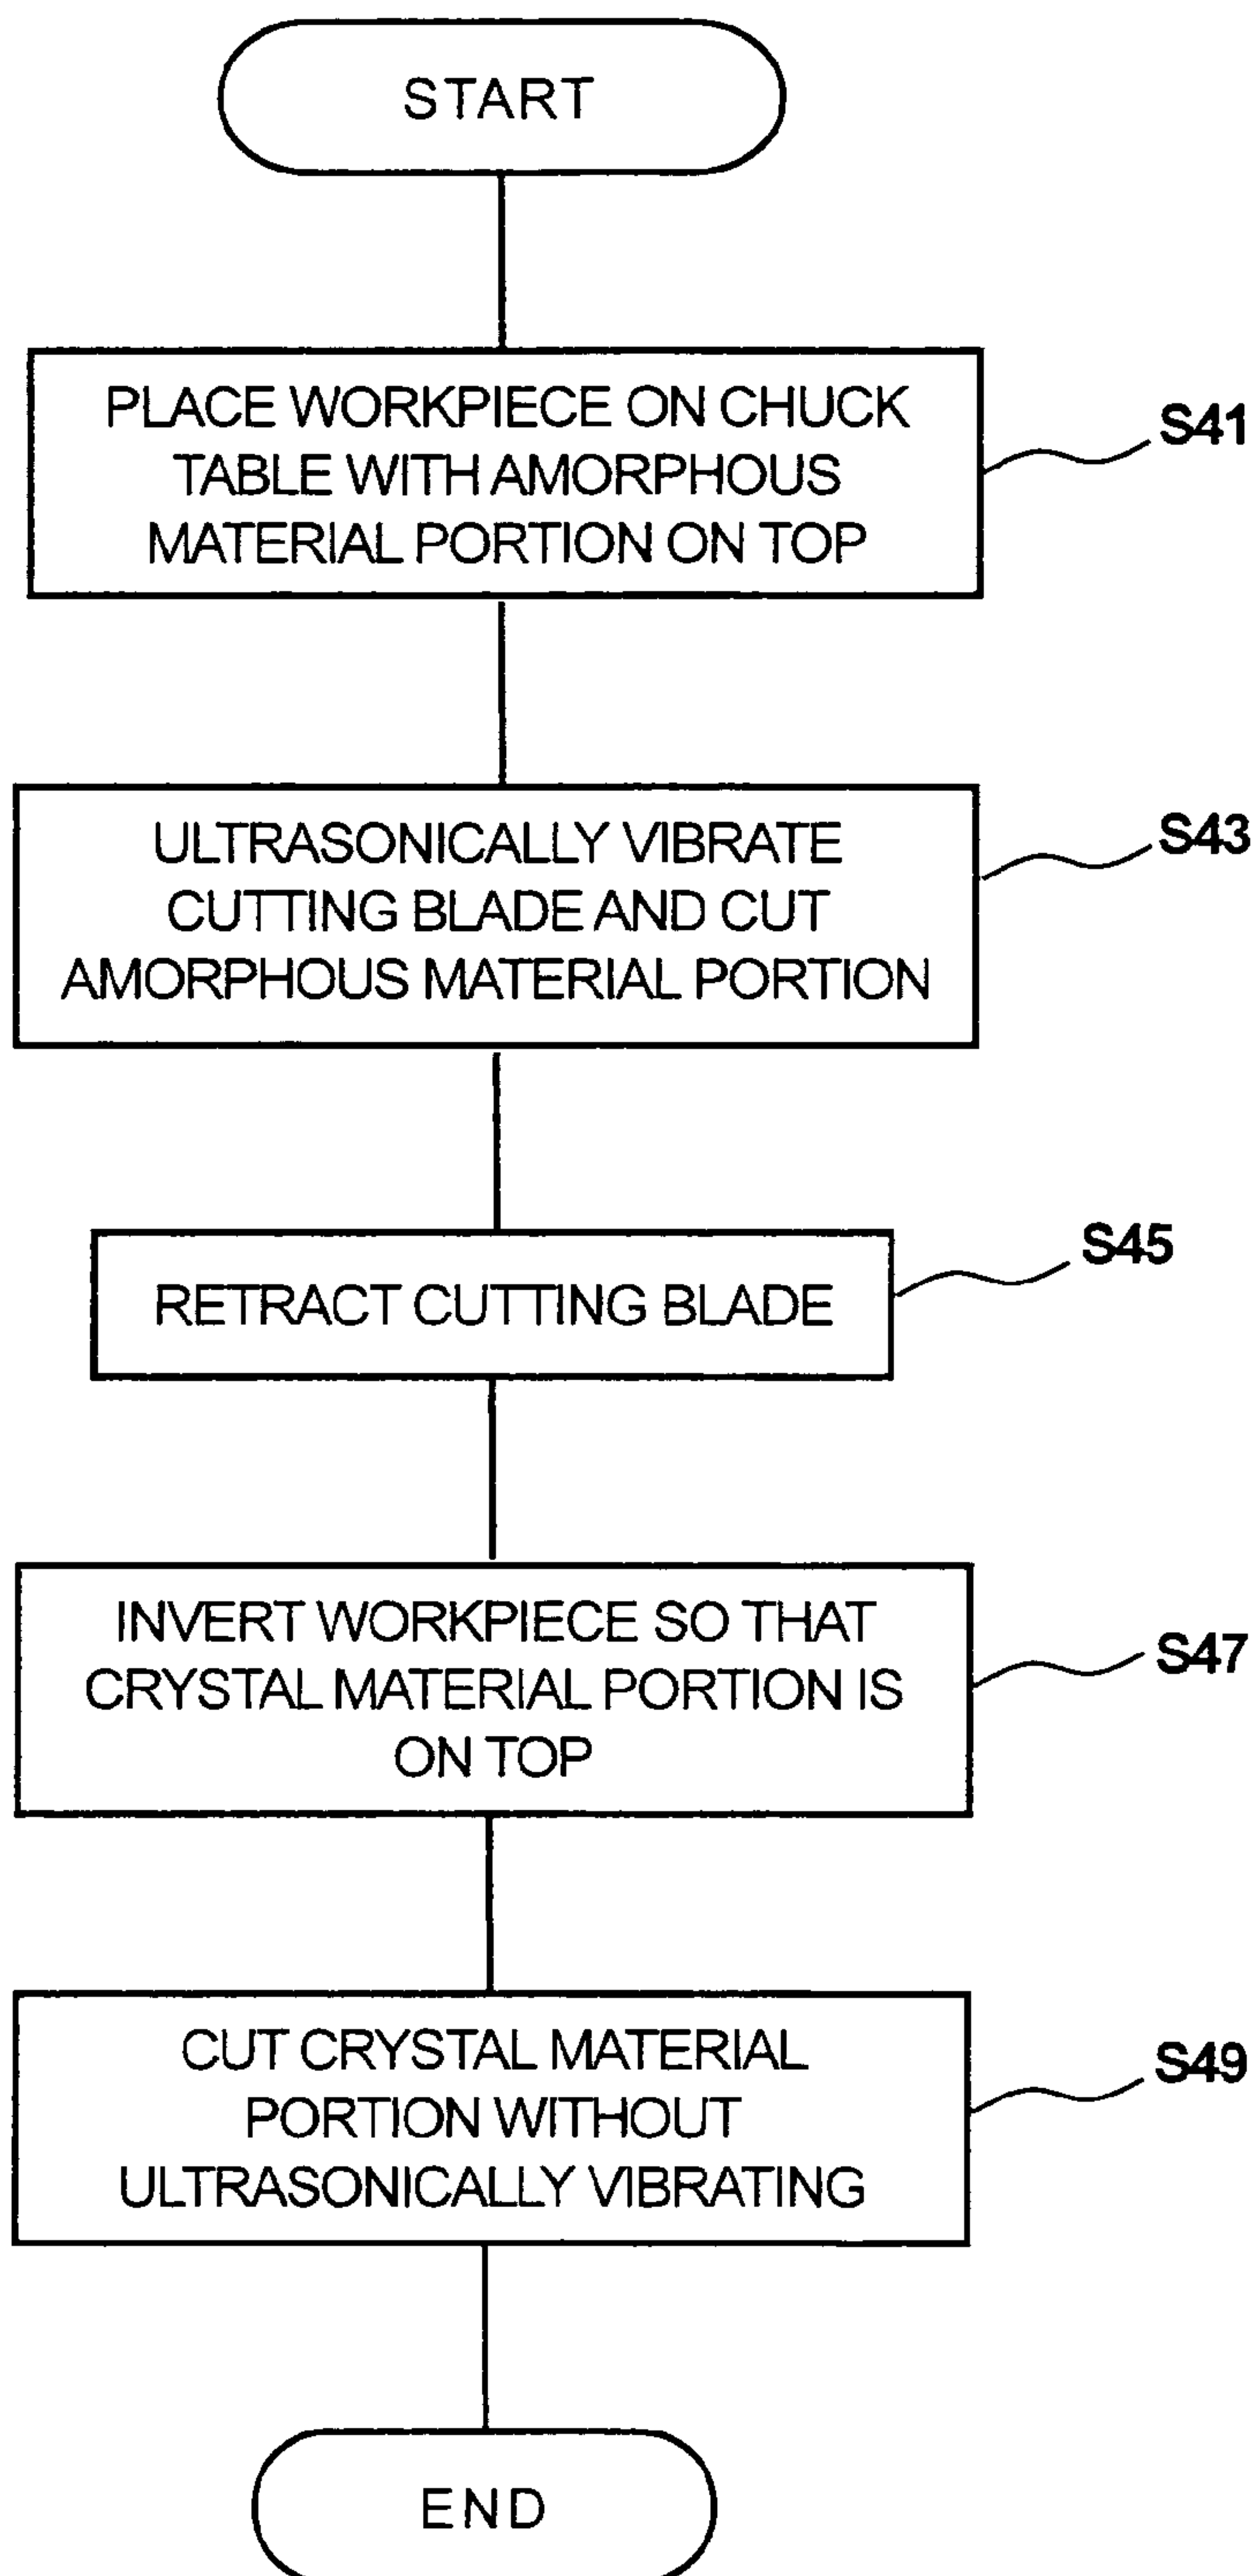 START
PLACE WORKPIECE ON CHUCK
TABLE WITH AMORPHOUS
MATERIAL PORTION ON TOP
S41
ULTRASONICALLY VIBRATE
CUTTING BLADE AND CUT
AMORPHOUS MATERIAL PORTION
S43
RETRACT CUTTING BLADE
S45
INVERT WORKPIECE SO THAT
CRYSTAL MATERIAL PORTION IS
ON TOP
S47
CUT CRYSTAL MATERIAL
PORTION WITHOUT
ULTRASONICALLY VIBRATING
S49
END